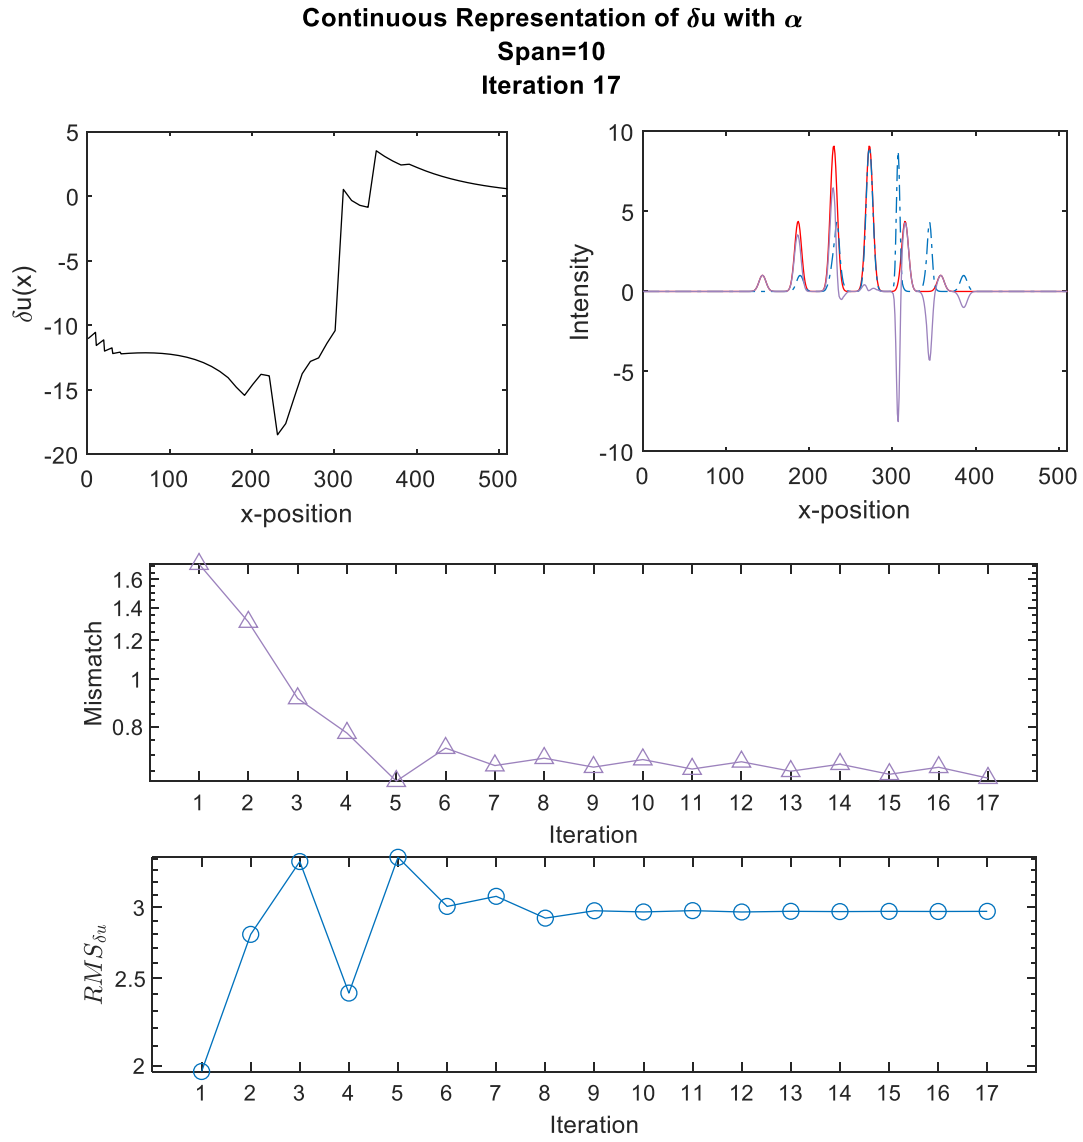 Continuous Representation of δu with α
Span=10
Iteration 17
5
0
-5
-10
-15
-20
0 100 200 300 400 500
δu(x)
x-position
10
5
0
-5
-10
0 100 200 300 400 500
Intensity
x-position
1.6
1.4
1.2
1
0.8
Mismatch
1 2 3 4 5 6 7 8 9 10 11 12 13 14 15 16 17
Iteration
3
2.5
2
RMS_δu
1 2 3 4 5 6 7 8 9 10 11 12 13 14 15 16 17
Iteration